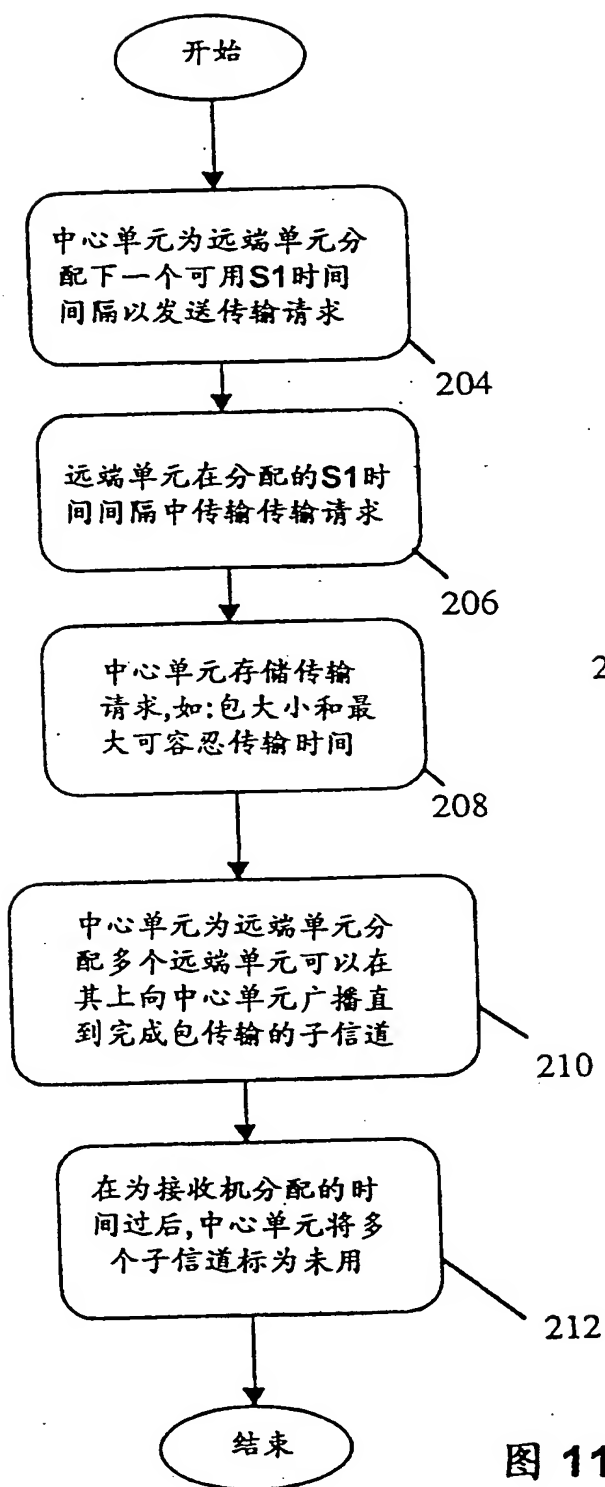 开始
中心单元为远端单元分
配下一个可用S1时间
间隔以发送传输请求
204
远端单元在分配的S1时
间间隔中传输传输请求
206
中心单元存储传输
请求,如:包大小和最
大可容忍传输时间
208
2
中心单元为远端单元分
配多个远端单元可以在
其上向中心单元广播直
到完成包传输的子信道
210
在为接收机分配的时
间过后,中心单元将多
个子信道标为未用
212
结束
图 11